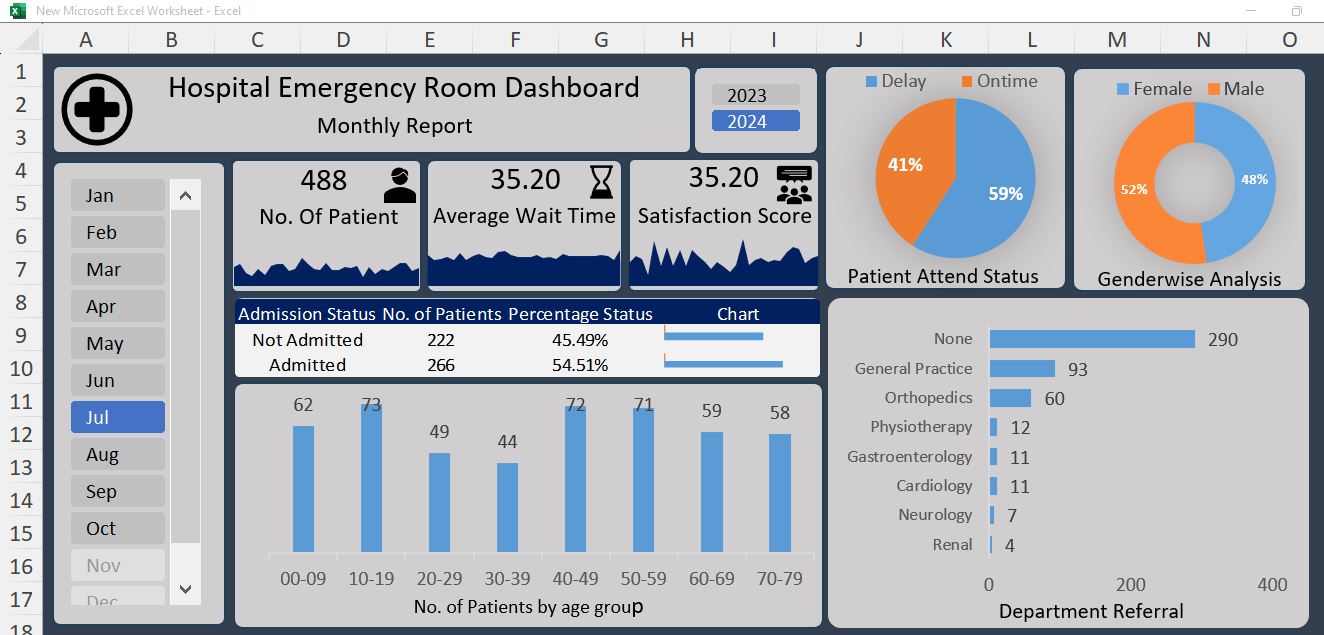 New Microsoft Excel Worksheet - Excel
A B C D E F G H I J K L M N O
1
2
3
4
5
6
7
8
9
10
11
12
13
14
15
16
17
18
Hospital Emergency Room Dashboard
Monthly Report
2023
2024
Jan
Feb
Mar
Apr
May
Jun
Jul
Aug
Sep
Oct
Nov
Dec
488
No. Of Patient
35.20
Average Wait Time
35.20
Satisfaction Score
Delay Ontime
41%
59%
Patient Attend Status
Female Male
48%
52%
Genderwise Analysis
Admission Status No. of Patients Percentage Status Chart
Not Admitted 222 45.49%
Admitted 266 54.51%
62 73 49 44 72 71 59 58
00-09 10-19 20-29 30-39 40-49 50-59 60-69 70-79
No. of Patients by age group
None 290
General Practice 93
Orthopedics 60
Physiotherapy 12
Gastroenterology 11
Cardiology 11
Neurology 7
Renal 4
0 200 400
Department Referral